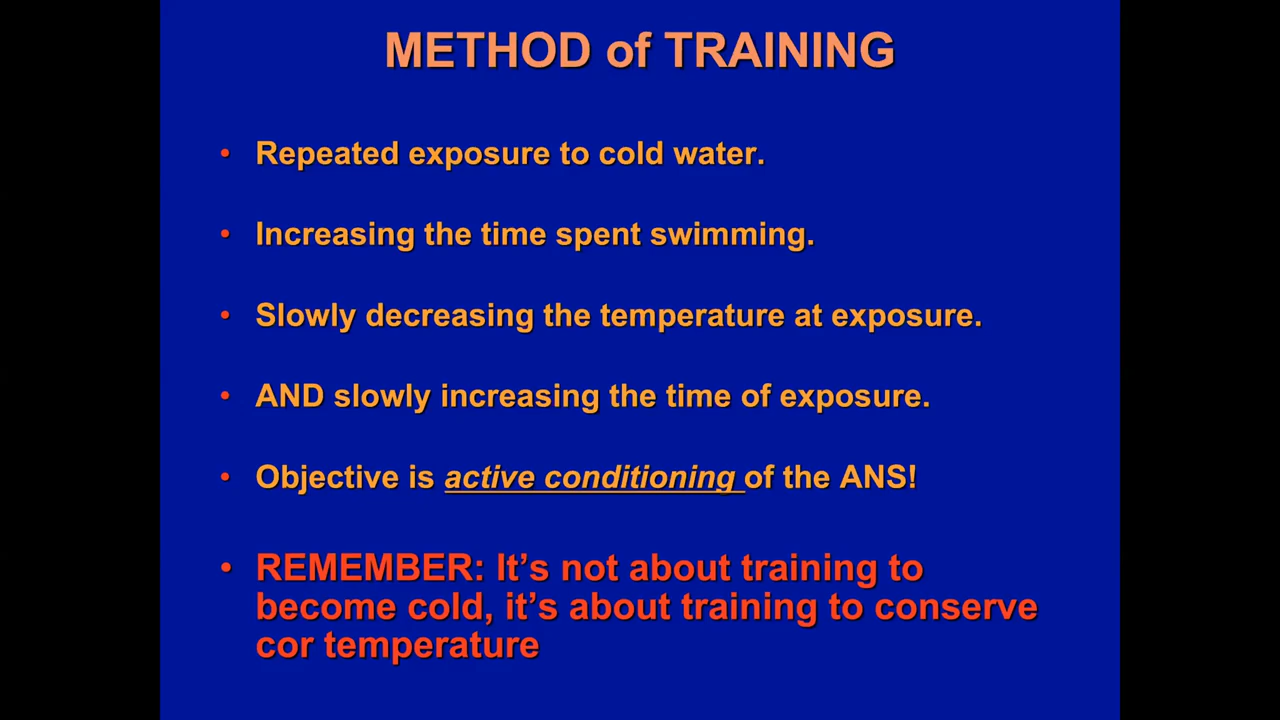 METHOD of TRAINING
• Repeated exposure to cold water.
• Increasing the time spent swimming.
• Slowly decreasing the temperature at exposure.
• AND slowly increasing the time of exposure.
• Objective is active conditioning of the ANS!
• REMEMBER: It’s not about training to
become cold, it’s about training to conserve
cor temperature